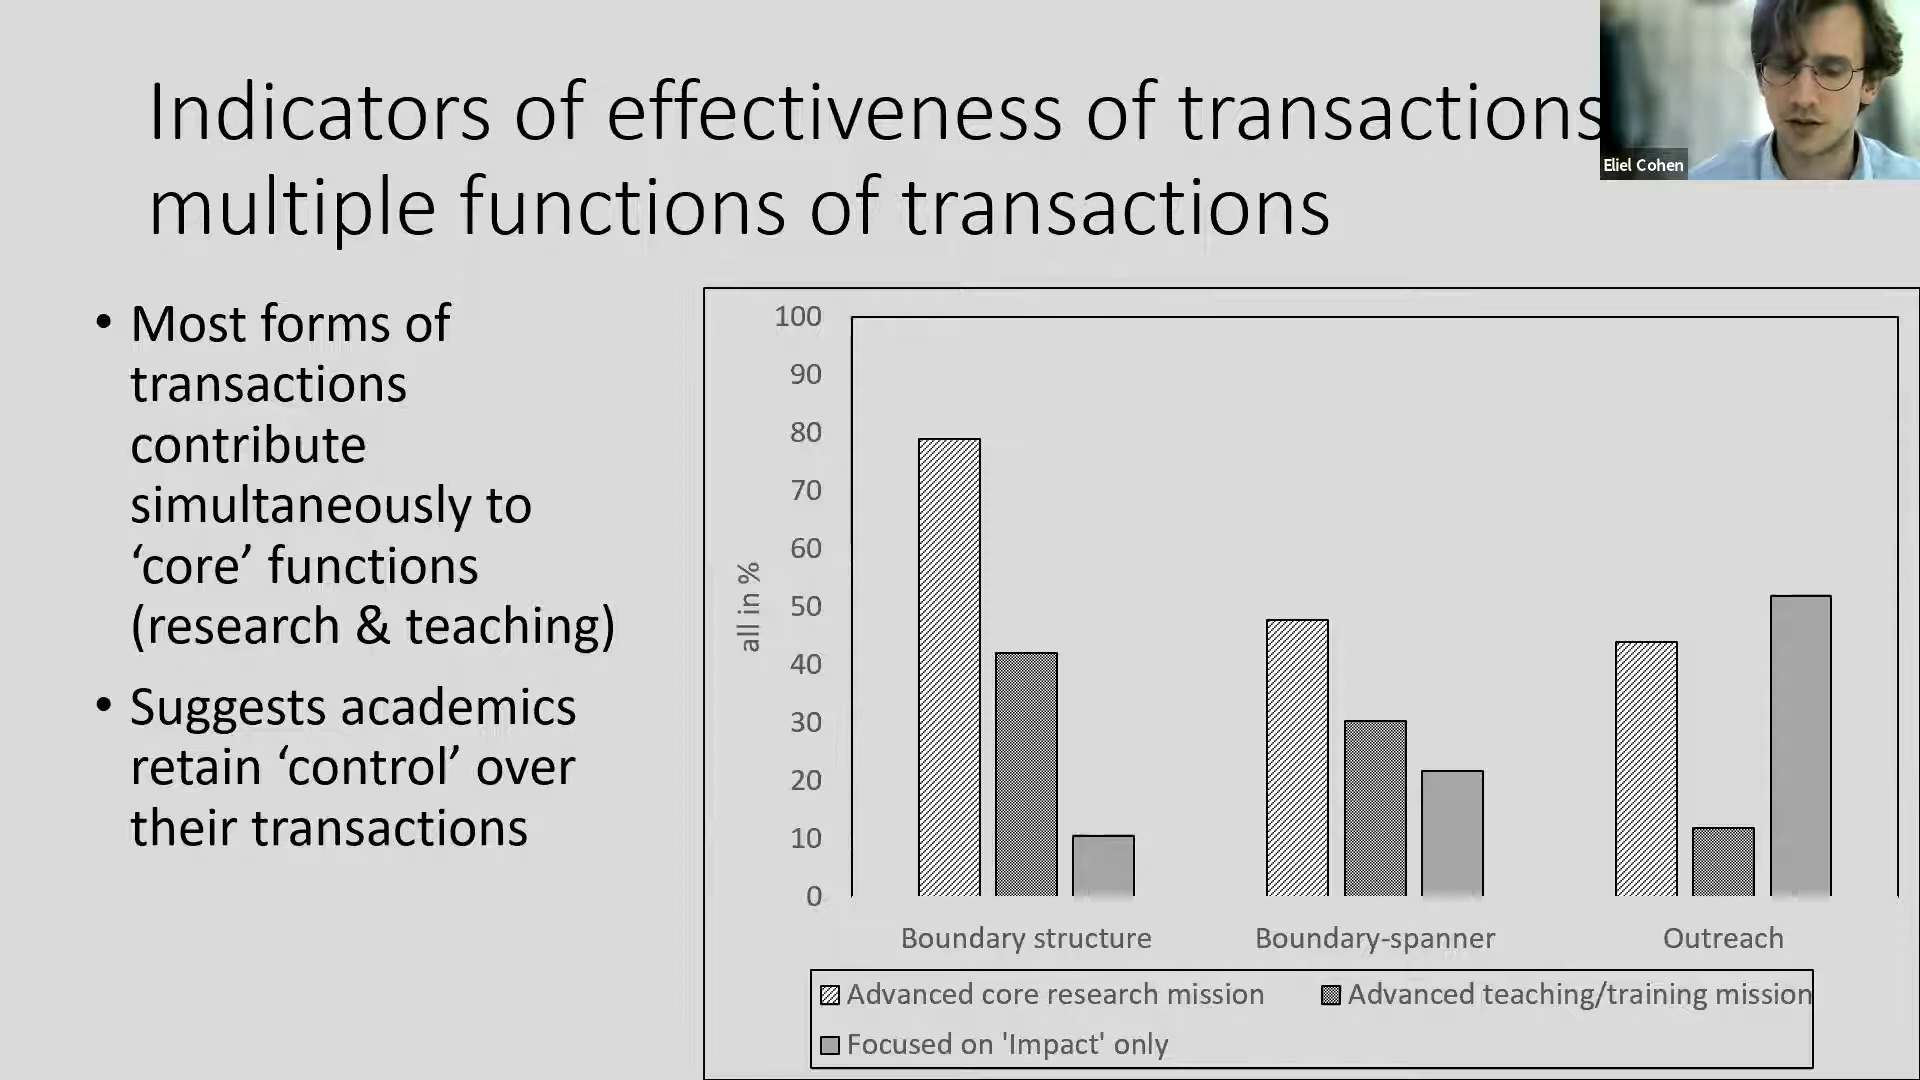 Indicators of effectiveness of transactions
multiple functions of transactions
Eliel Cohen
• Most forms of
transactions
contribute
simultaneously to
‘core’ functions
(research & teaching)
• Suggests academics
retain ‘control’ over
their transactions
100
90
80
70
60
50
40
30
20
10
0
all in %
Boundary structure
Boundary-spanner
Outreach
Advanced core research mission
Advanced teaching/training mission
Focused on 'Impact' only